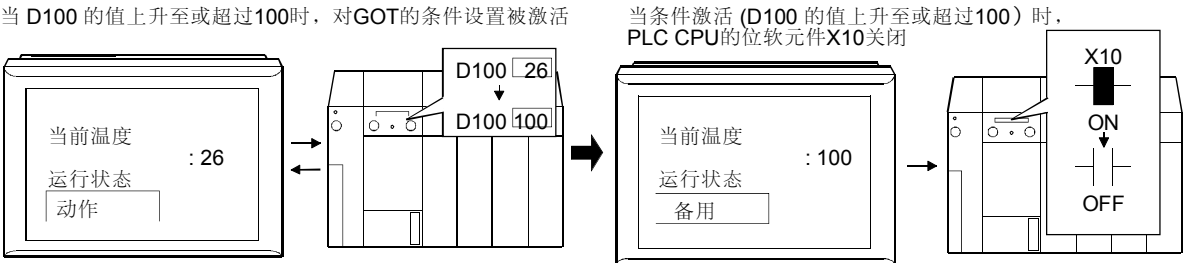 当 D100 的值上升至或超过100时，对GOT的条件设置被激活
当条件激活 (D100 的值上升至或超过100）时，
PLC CPU的位软元件X10关闭
D100 26
D100 100
当前温度
: 26
运行状态
动作
当前温度
: 100
运行状态
备用
X10
ON
OFF